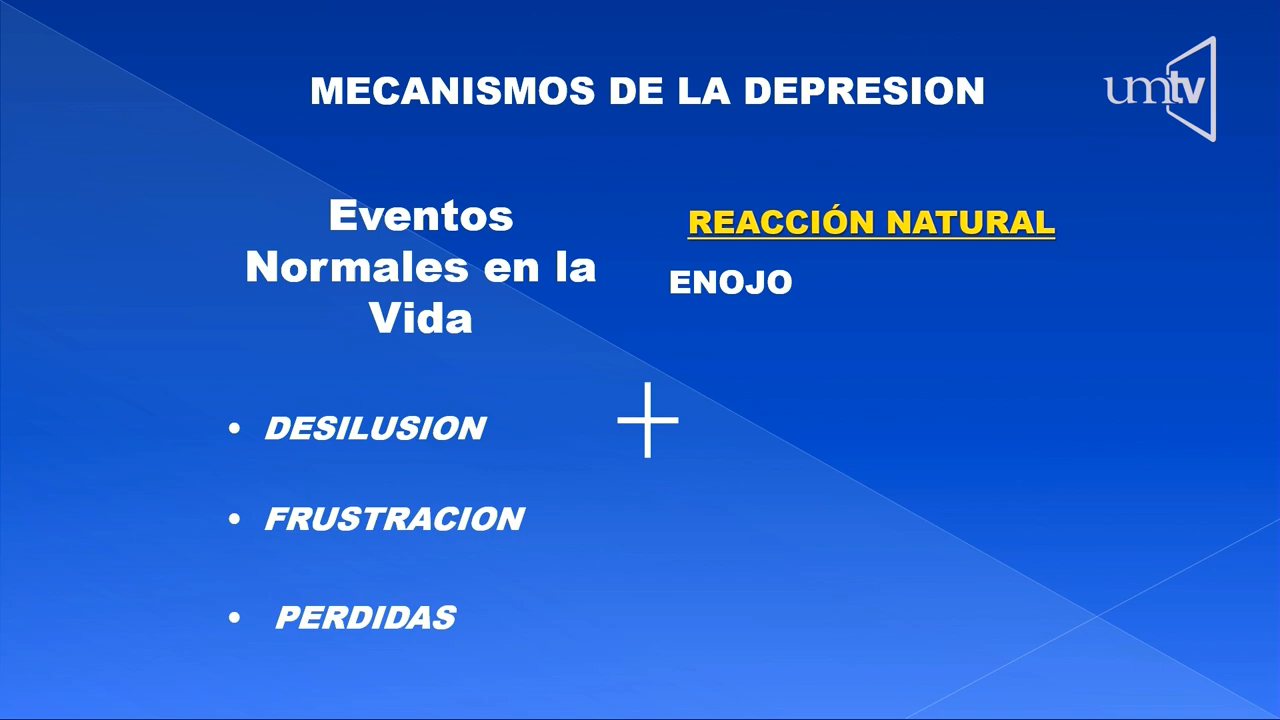 MECANISMOS DE LA DEPRESION
umtv
Eventos
Normales en la
Vida
• DESILUSION
• FRUSTRACION
• PERDIDAS
+
REACCIÓN NATURAL
ENOJO